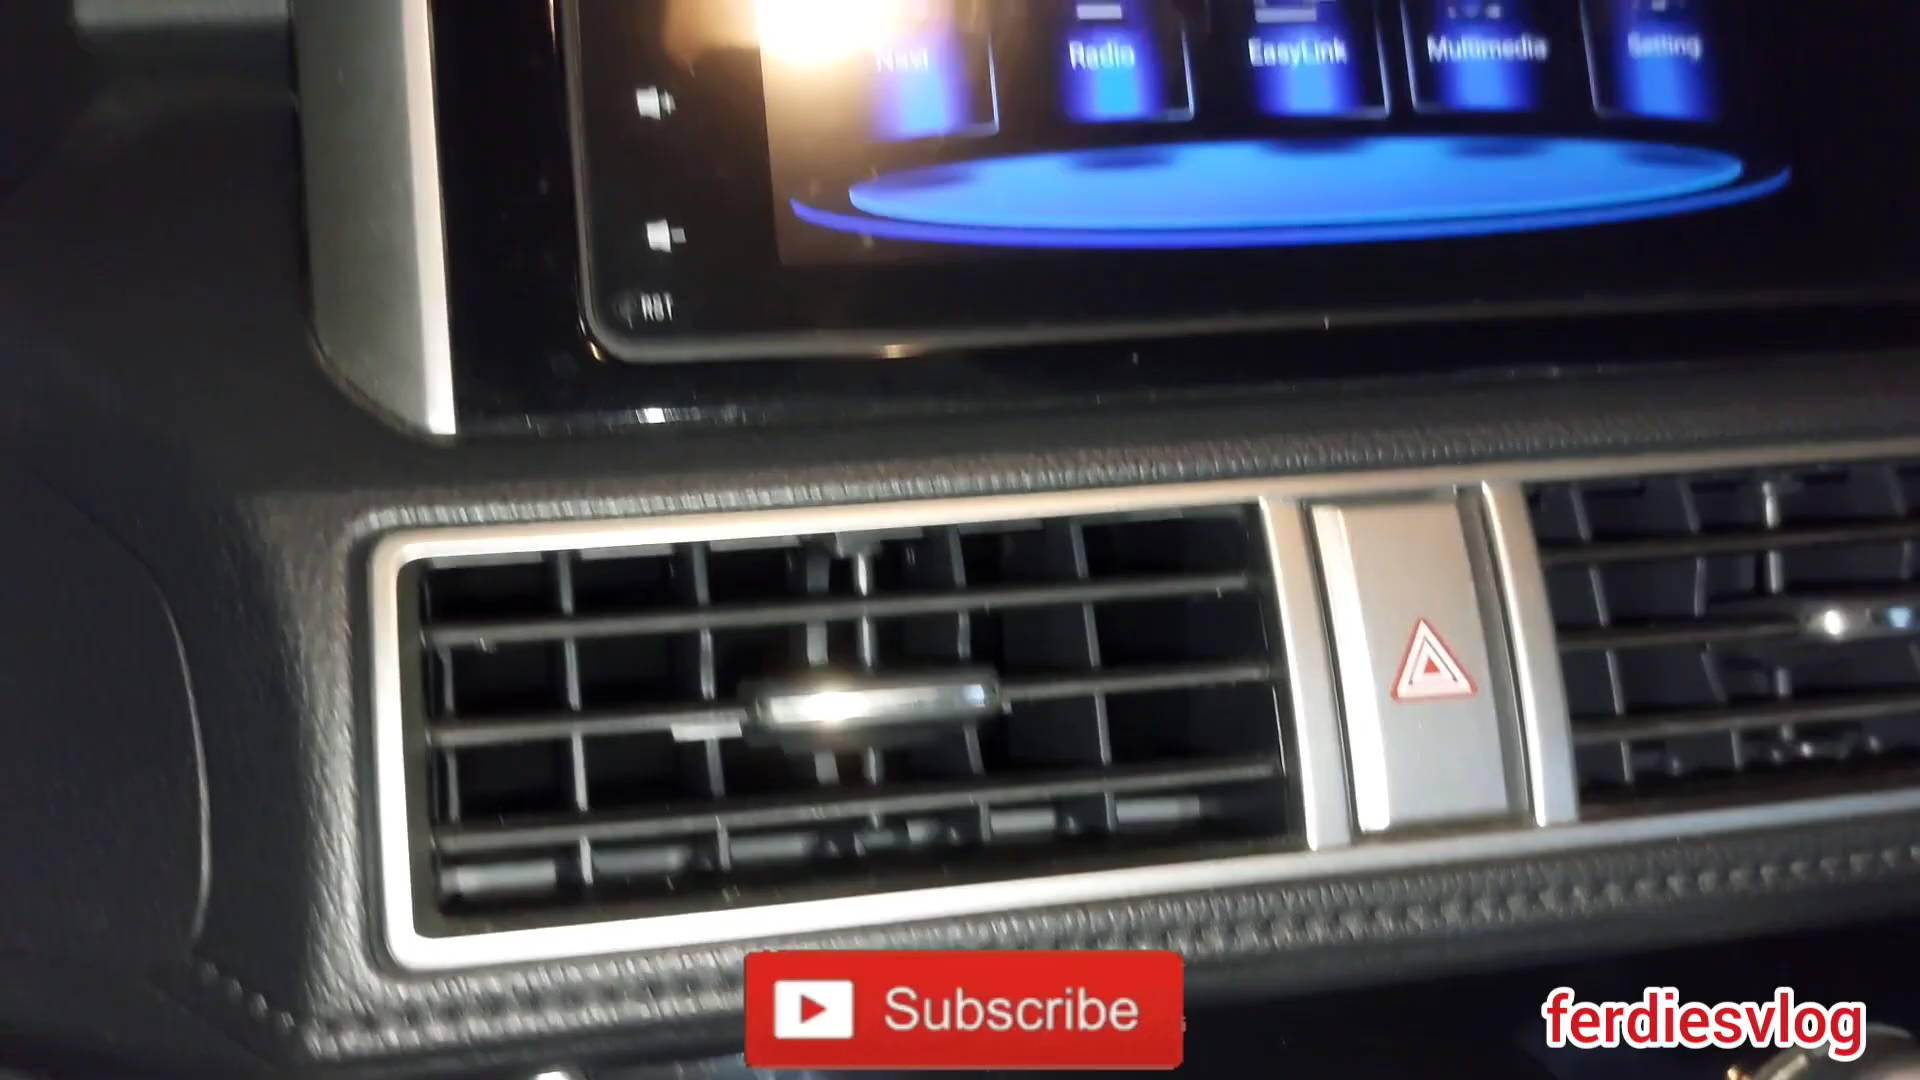 Navi
Radio
EasyLink
Multimedia
Setting
RST
Subscribe
ferdiesvlog